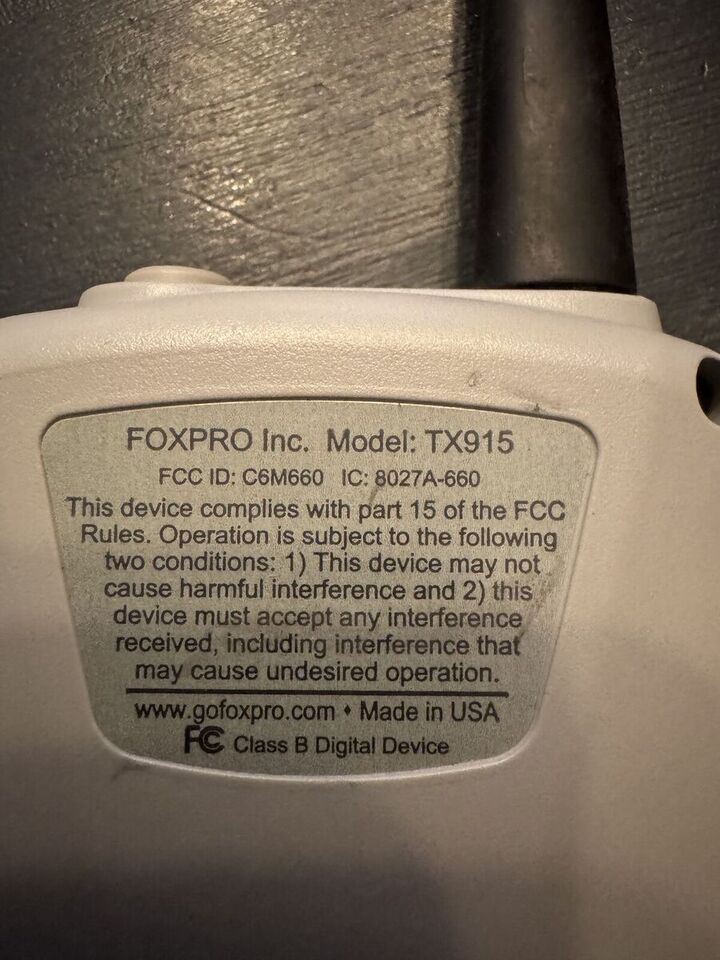 FOXPRO Inc. Model: TX915
FCC ID: C6M660 IC: 8027A-660
This device complies with part 15 of the FCC
Rules. Operation is subject to the following
two conditions: 1) This device may not
cause harmful interference and 2) this
device must accept any interference
received, including interference that
may cause undesired operation.
www.gofoxpro.com • Made in USA
FC Class B Digital Device